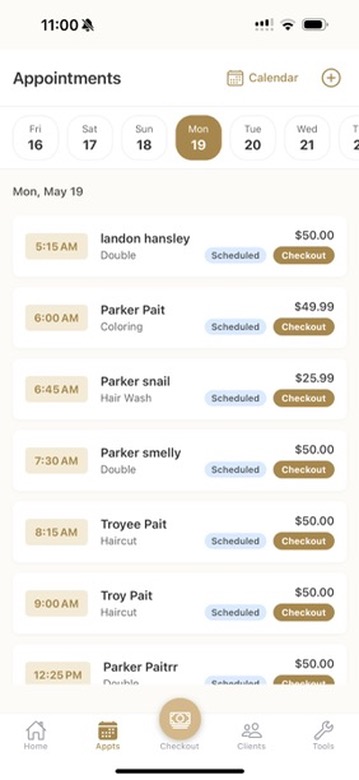 11:00
Appointments
Calendar
Fri Sat Sun Mon Tue Wed
16 17 18 19 20 21
Mon, May 19
5:15 AM
landon hansley
Double
$50.00
Scheduled Checkout
6:00 AM
Parker Pait
Coloring
$49.99
Scheduled Checkout
6:45 AM
Parker snail
Hair Wash
$25.99
Scheduled Checkout
7:30 AM
Parker smelly
Double
$50.00
Scheduled Checkout
8:15 AM
Troyee Pait
Haircut
$50.00
Scheduled Checkout
9:00 AM
Troy Pait
Haircut
$50.00
Scheduled Checkout
12:25 PM
Parker Paitrr
Double
$50.00
Scheduled Checkout
Home Appts Checkout Clients Tools